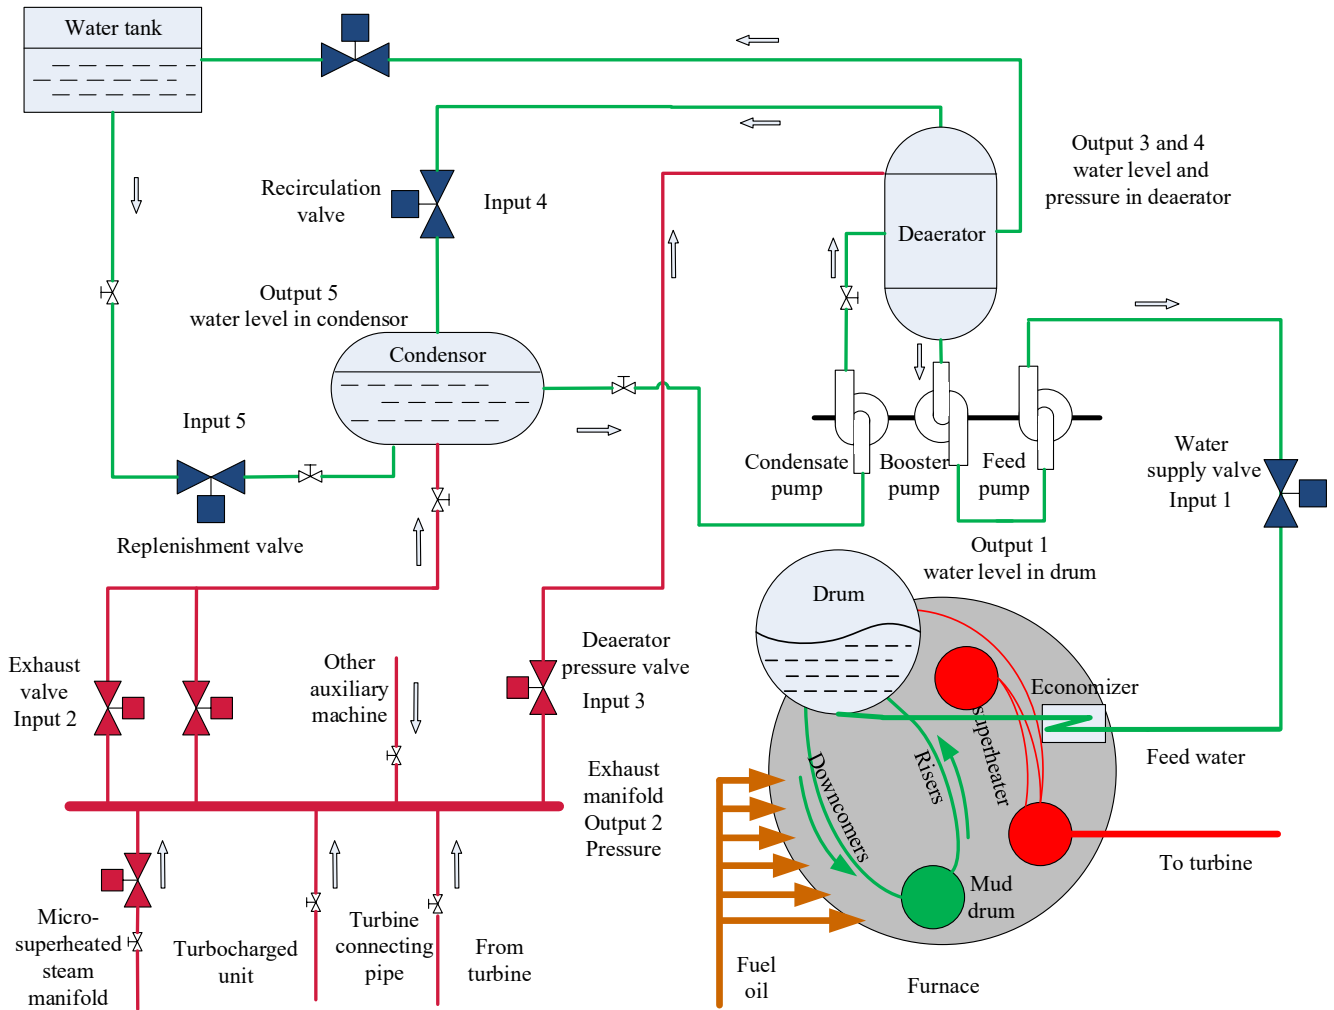 Water tank
Output 3 and 4
water level and
pressure in deaerator
Recirculation
valve
Input 4
Deaerator
Output 5
water level in condensor
Condensor
Input 5
Replenishment valve
Condensate
pump
Booster
pump
Feed
pump
Water
supply valve
Input 1
Output 1
water level in drum
Drum
Exhaust
valve
Input 2
Other
auxiliary
machine
Deaerator
pressure valve
Input 3
Economizer
superheater
Feed water
Downcomers
Risers
Exhaust
manifold
Output 2
Pressure
To turbine
Mud
drum
Micro-
superheated
steam
manifold
Turbocharged
unit
Turbine
connecting
pipe
From
turbine
Fuel
oil
Furnace